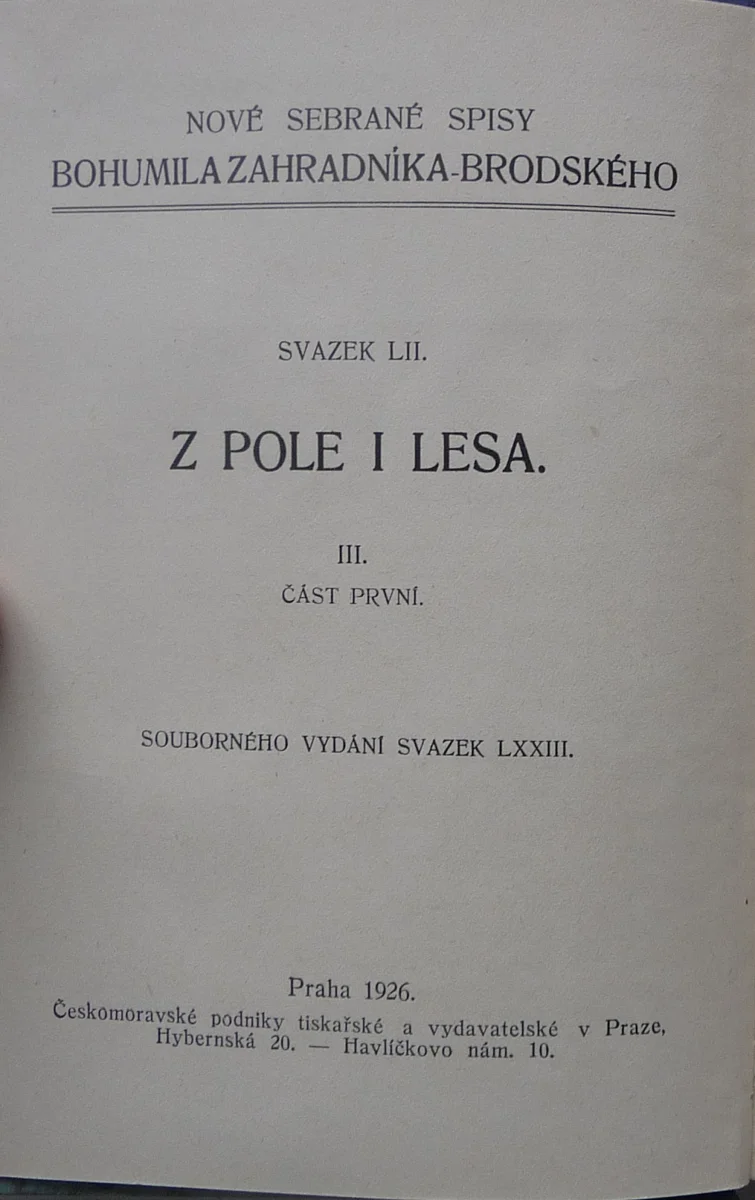 NOVÉ SEBRANÉ SPISY
BOHUMILA ZAHRADNÍKA-BRODSKÉHO
SVAZEK LII.
Z POLE I LESA.
III.
ČÁST PRVNÍ.
SOUBORNÉHO VYDÁNÍ SVAZEK LXXIII.
Praha 1926.
Českomoravské podniky tiskařské a vydavatelské v Praze,
Hybernská 20. — Havlíčkovo nám. 10.